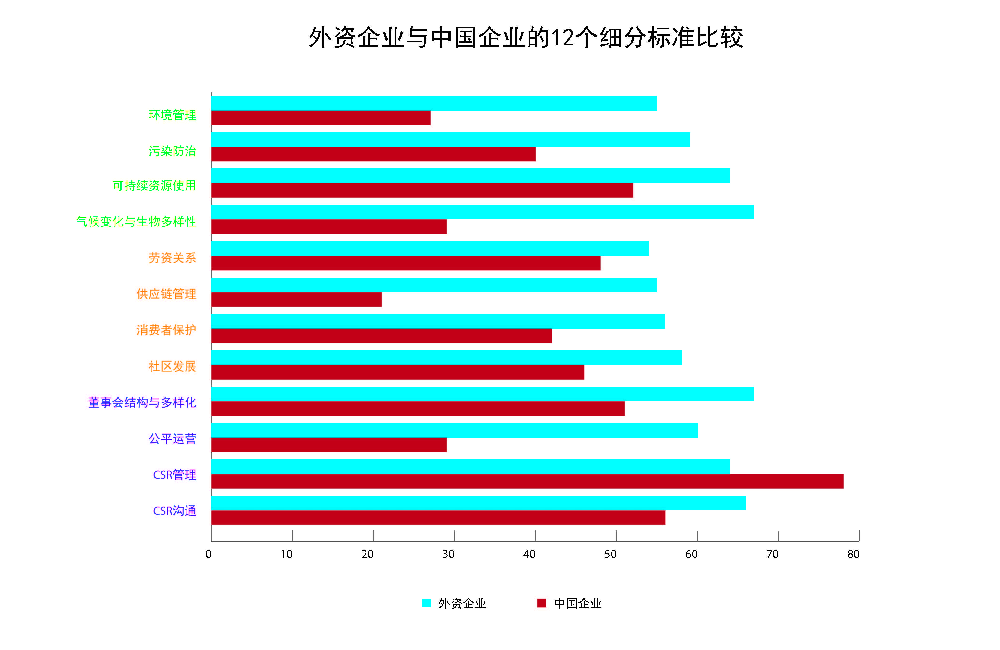 外资企业与中国企业的12个细分标准比较
环境管理
污染防治
可持续资源使用
气候变化与生物多样性
劳资关系
供应链管理
消费者保护
社区发展
董事会结构与多样化
公平运营
CSR管理
CSR沟通
0 10 20 30 40 50 60 70 80
外资企业 中国企业